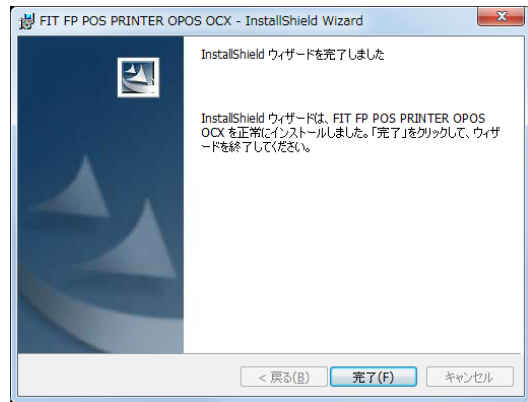 FIT FP POS PRINTER OPOS OCX - InstallShield Wizard
InstallShield ウィザードを完了しました
InstallShield ウィザードは、FIT FP POS PRINTER OPOS
OCX を正常にインストールしました。「完了」をクリックして、ウィザ
ードを終了してください。
< 戻る(B)
完了(F)
キャンセル